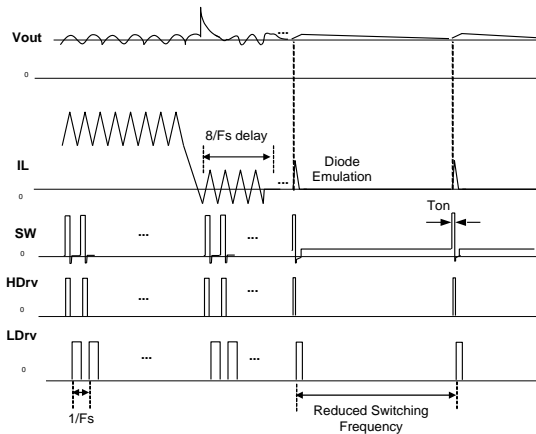 Vout
...
0
8/Fs delay
IL
0
...
Diode
Emulation
Ton
SW
0
...
...
HDrv
0
...
...
LDrv
0
...
...
1/Fs
Reduced Switching
Frequency